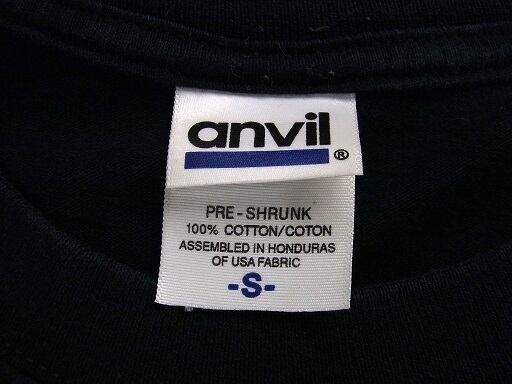 anvil ®
PRE-SHRUNK
100% COTTON/COTON
ASSEMBLED IN HONDURAS
OF USA FABRIC
-S-